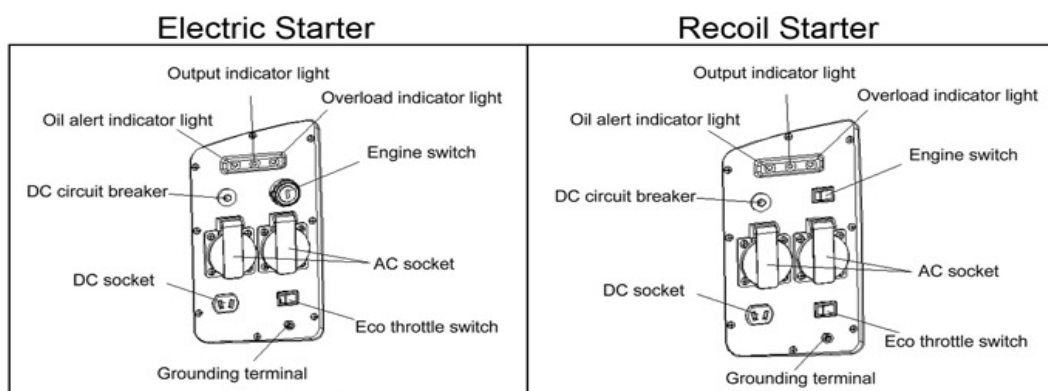 Electric Starter
Output indicator light
Overload indicator light
Oil alert indicator light
Engine switch
DC circuit breaker
AC socket
DC socket
Eco throttle switch
Grounding terminal
Recoil Starter
Output indicator light
Overload indicator light
Oil alert indicator light
Engine switch
DC circuit breaker
AC socket
DC socket
Eco throttle switch
Grounding terminal